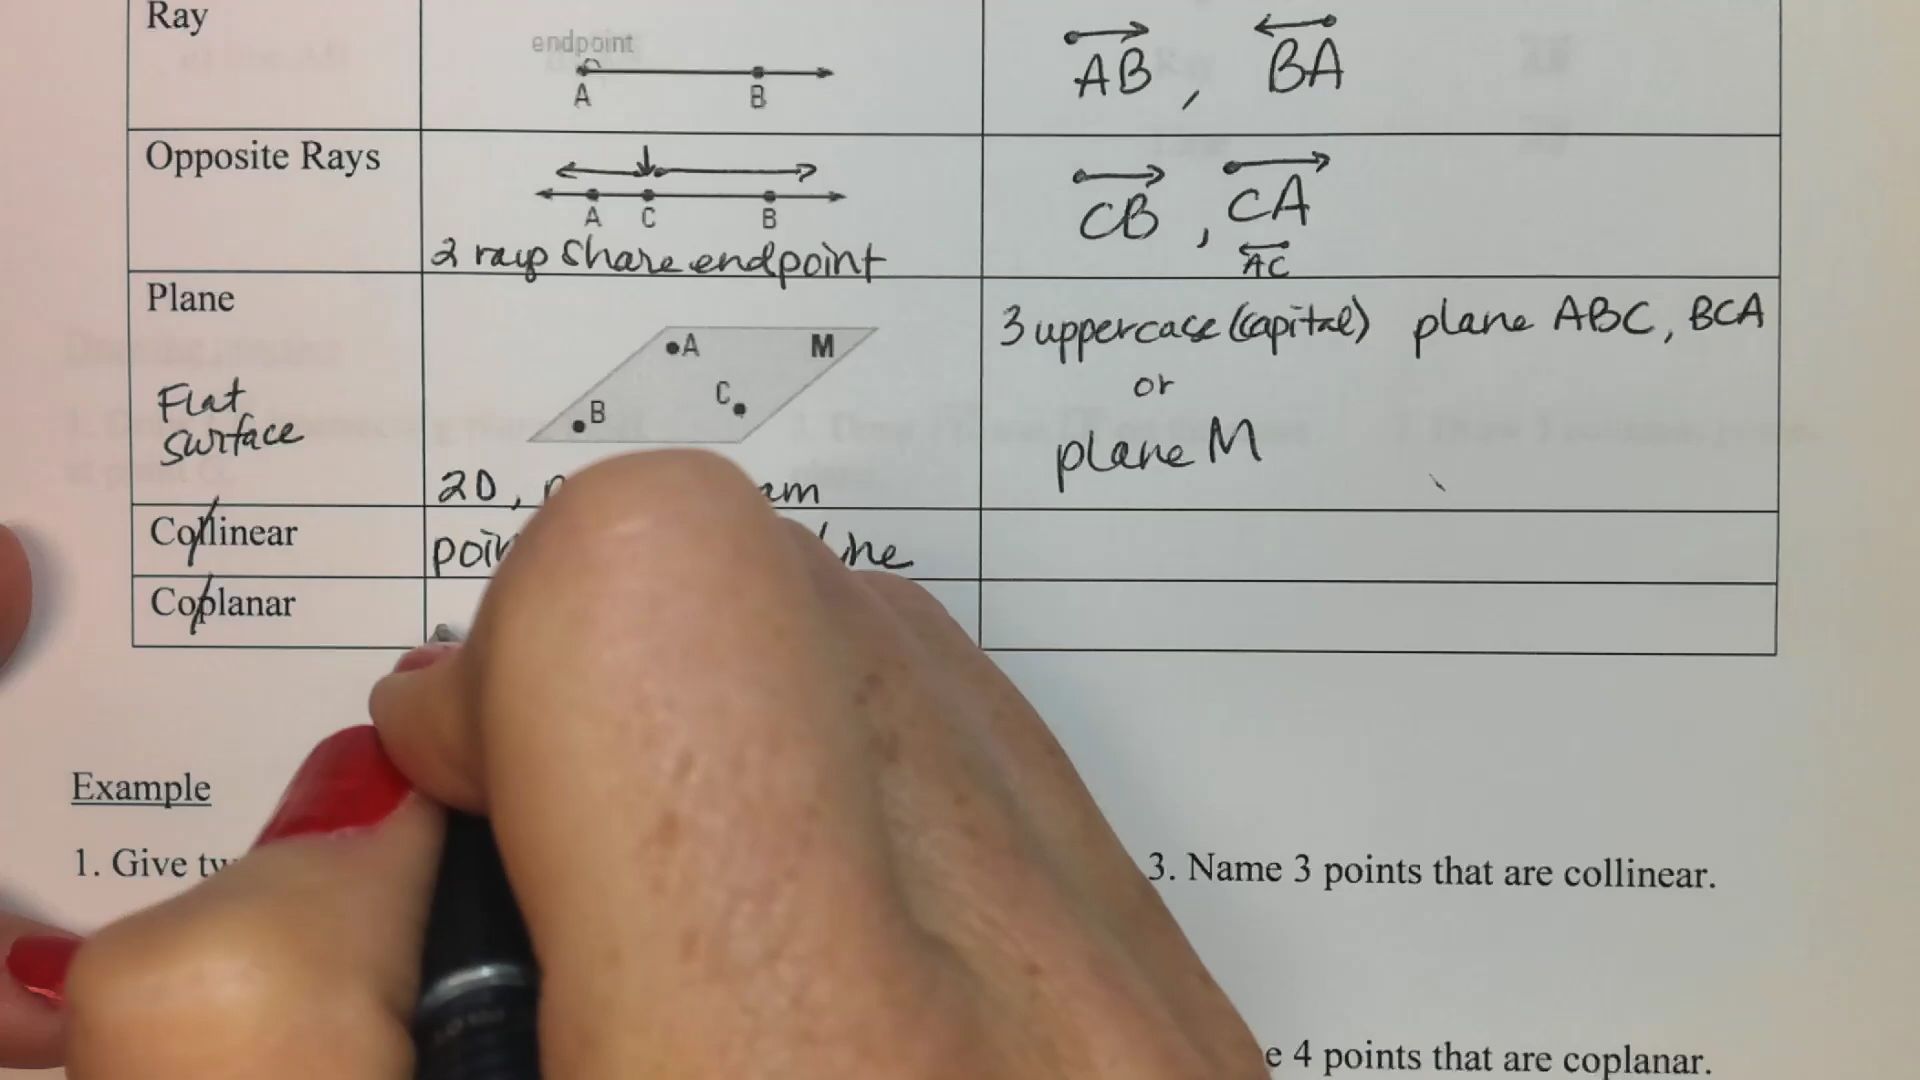 Ray
endpoint
A B
AB, BA
Opposite Rays
A C B
2 rays share endpoint
CB, CA
AC
Plane
Flat
surface
A M
C
B
2D,
3 uppercase (capital) plane ABC, BCA
or
plane M
Collinear
Coplanar
Example
1. Give
3. Name 3 points that are collinear.
4 points that are coplanar.